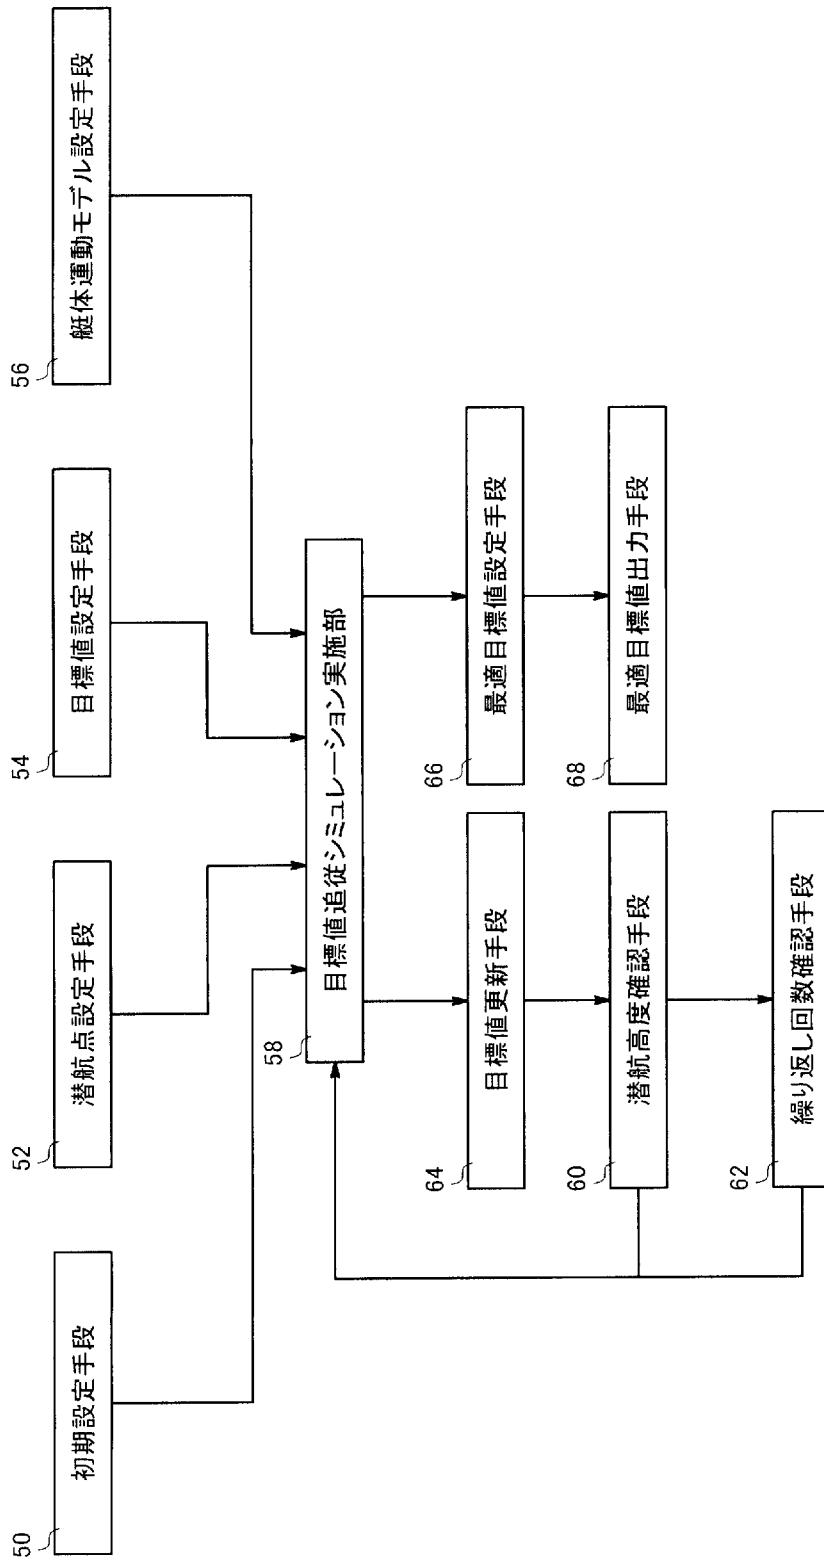 50
初期設定手段
52
潜航点設定手段
54
目標値設定手段
56
艇体運動モデル設定手段
58
目標値追従シミュレーション実施部
64
目標値更新手段
66
最適目標値設定手段
60
潜航高度確認手段
68
最適目標値出力手段
62
繰り返し回数確認手段